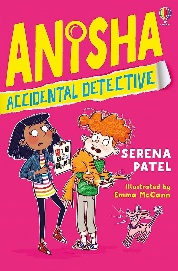 ANISHA
ACCIDENTAL DETECTIVE
SERENA
PATEL
Illustrated by
Emma McCann